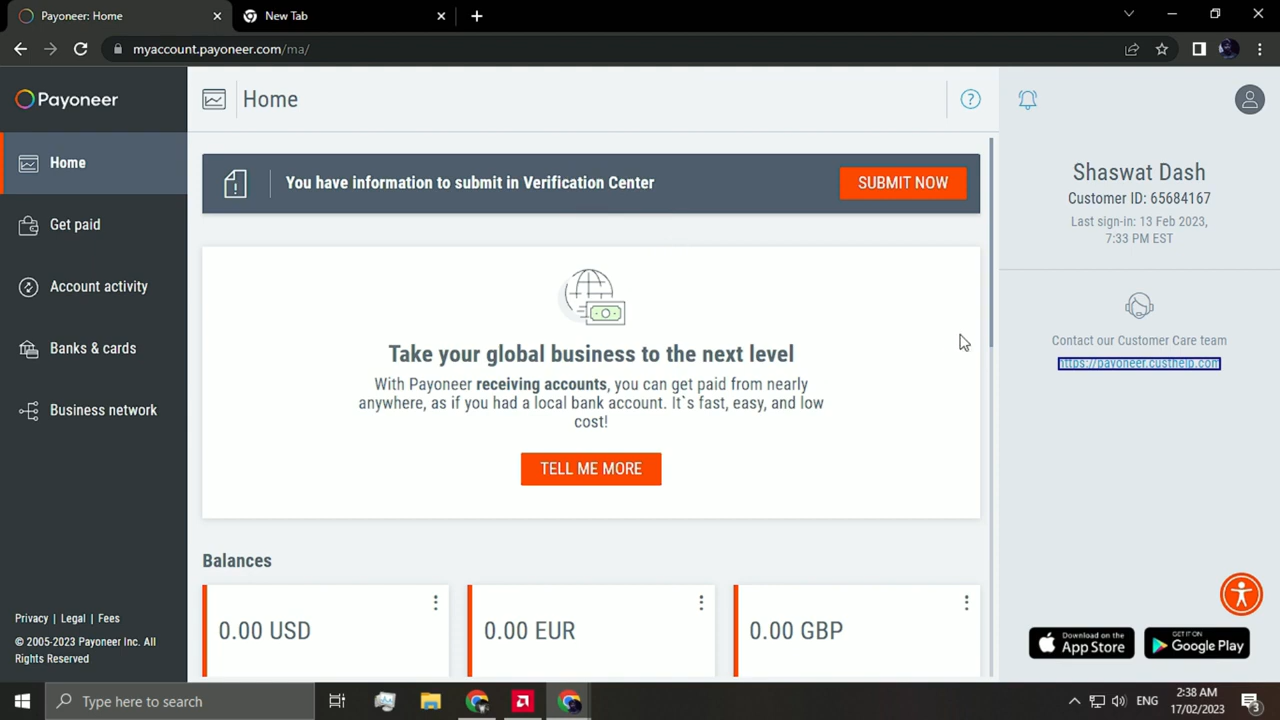 Payoneer: Home
New Tab
myaccount.payoneer.com/ma/
Payoneer
Home
Get paid
Account activity
Banks & cards
Business network
Privacy | Legal | Fees
© 2005-2023 Payoneer Inc. All
Rights Reserved
Home
?
You have information to submit in Verification Center
SUBMIT NOW
Take your global business to the next level
With Payoneer receiving accounts, you can get paid from nearly
anywhere, as if you had a local bank account. It`s fast, easy, and low
cost!
TELL ME MORE
Balances
0.00 USD
0.00 EUR
0.00 GBP
Shaswat Dash
Customer ID: 65684167
Last sign-in: 13 Feb 2023,
7:33 PM EST
Contact our Customer Care team
https://payoneer.custhelp.com
Download on the
App Store
GET IT ON
Google Play
Type here to search
ENG
2:38 AM
17/02/2023
3